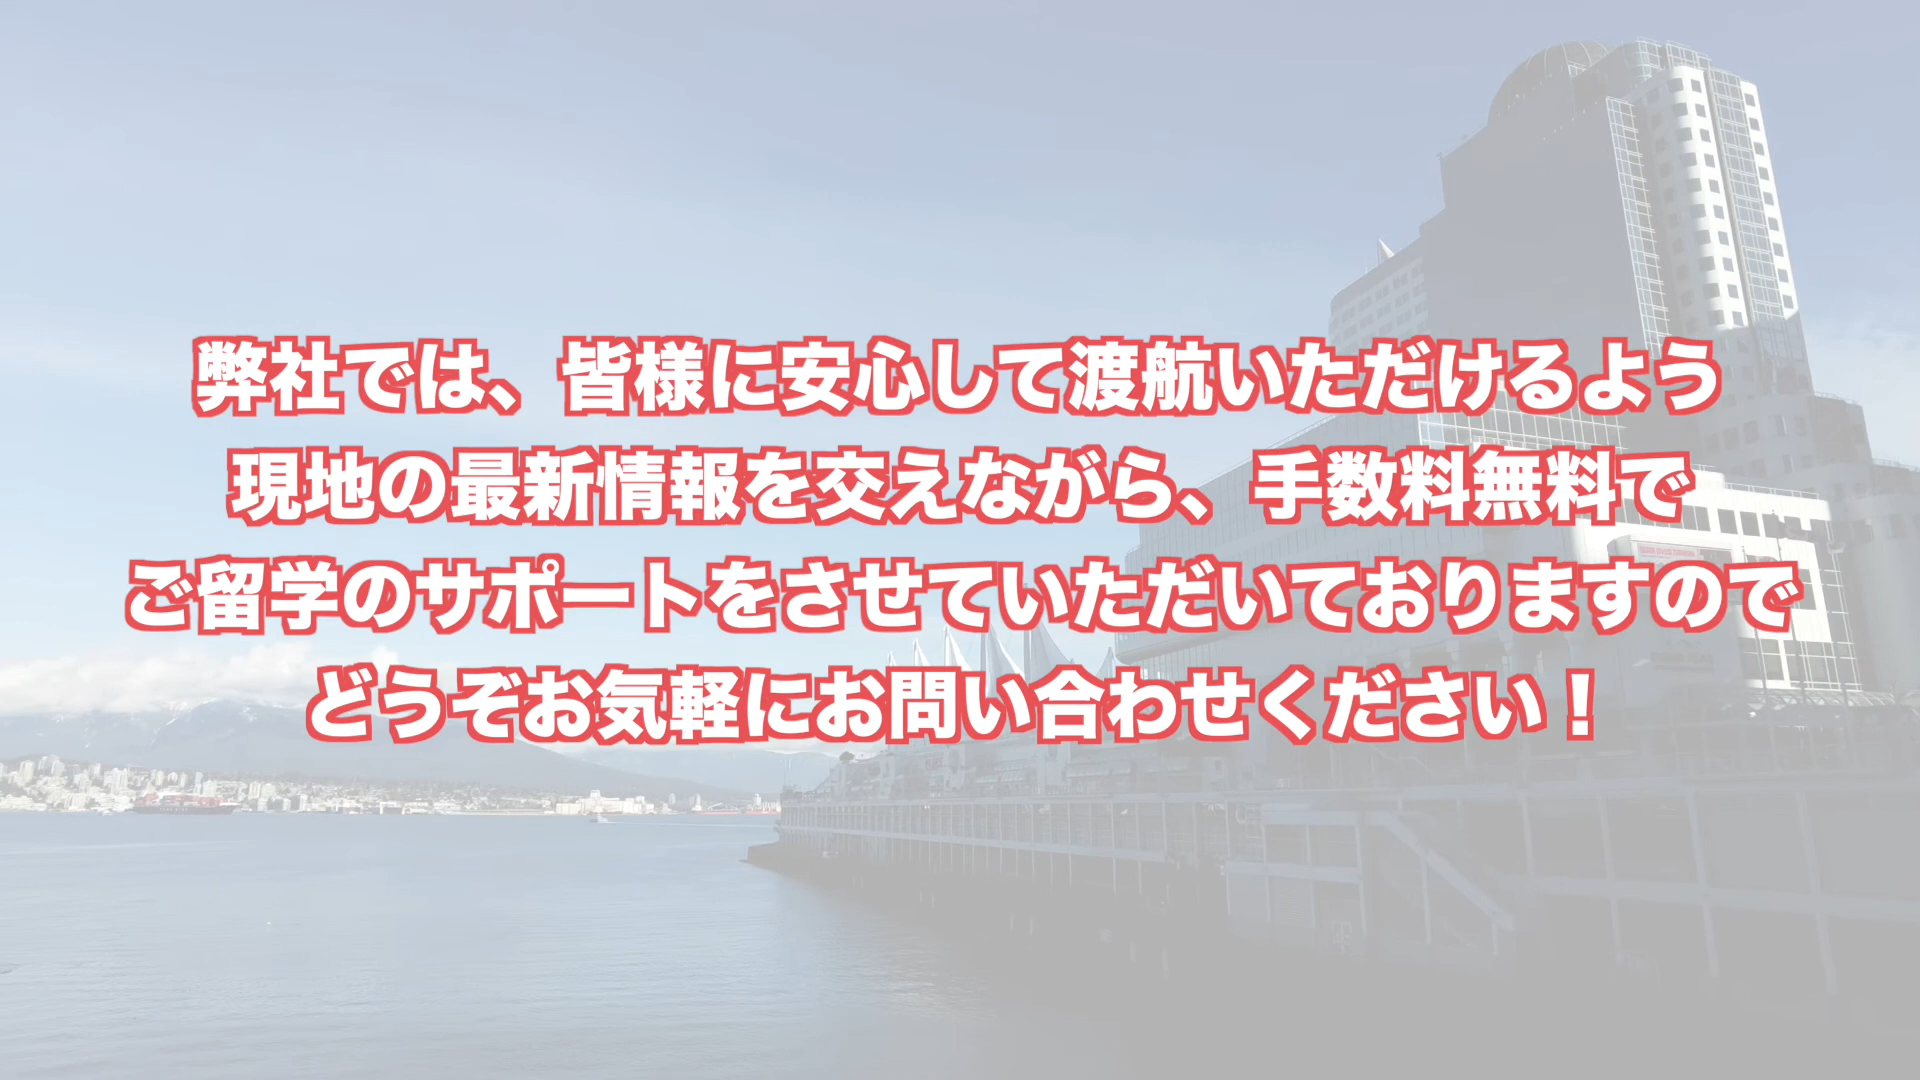 弊社では、皆様に安心して渡航いただけるよう
現地の最新情報を交えながら、手数料無料で
ご留学のサポートをさせていただいておりますので
どうぞお気軽にお問い合わせください！